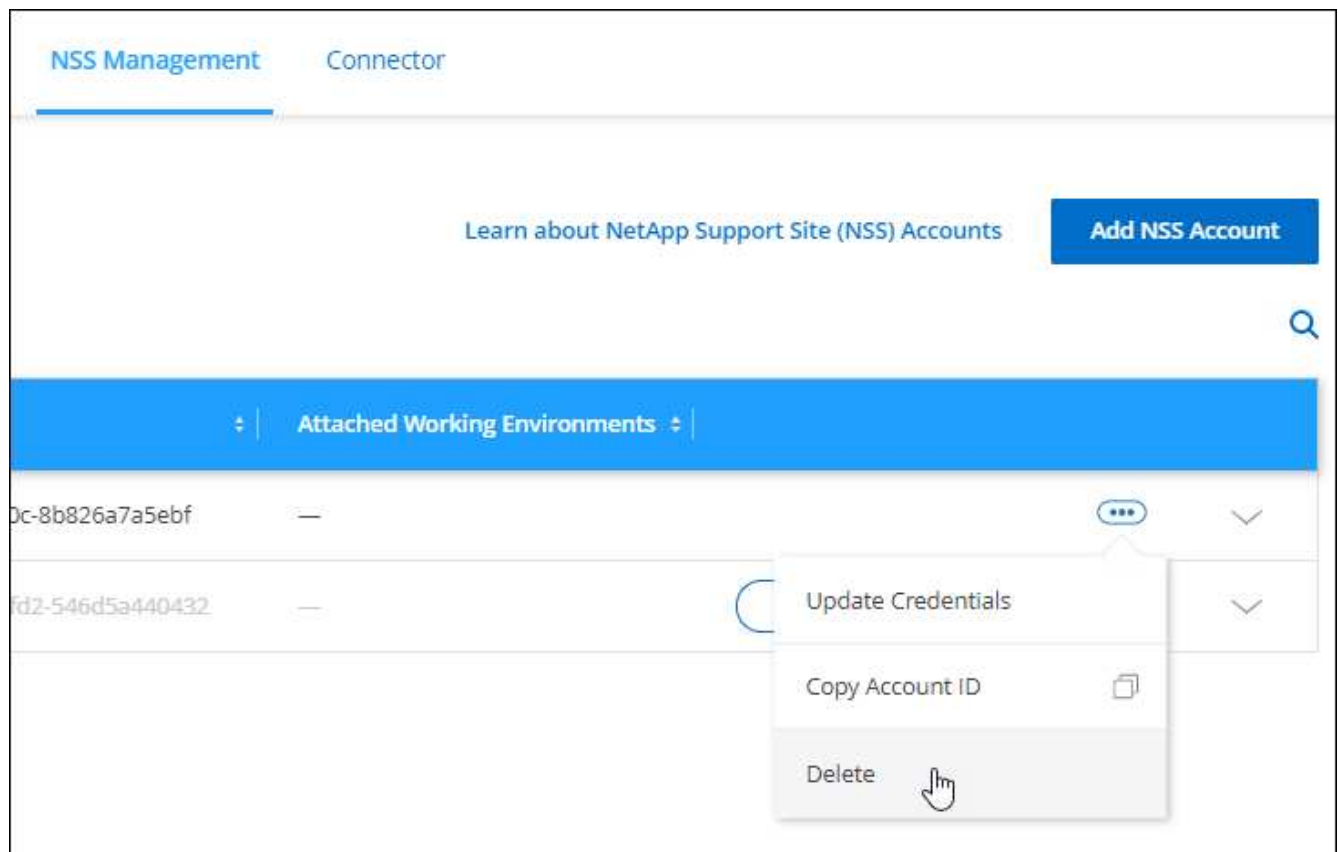 NSS Management Connector
Learn about NetApp Support Site (NSS) Accounts Add NSS Account
Attached Working Environments
0c-8b826a7a5ebf —
fd2-546d5a440432 —
Update Credentials
Copy Account ID
Delete